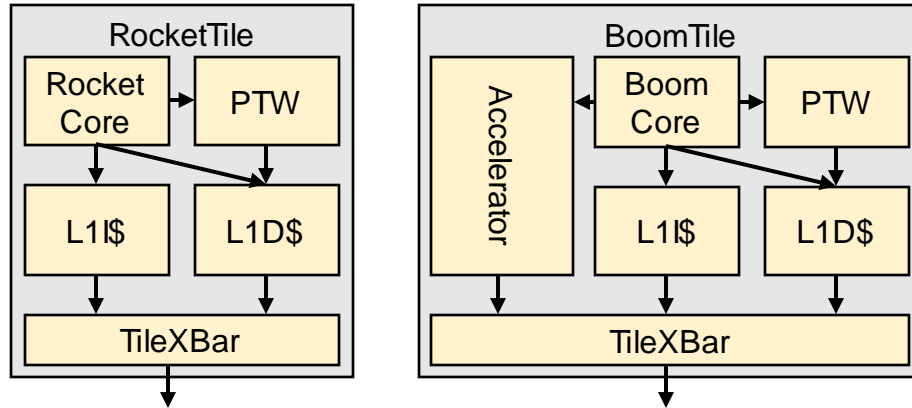 RocketTile
Rocket
Core
PTW
L1I$
L1D$
TileXBar
BoomTile
Accelerator
Boom
Core
PTW
L1I$
L1D$
TileXBar